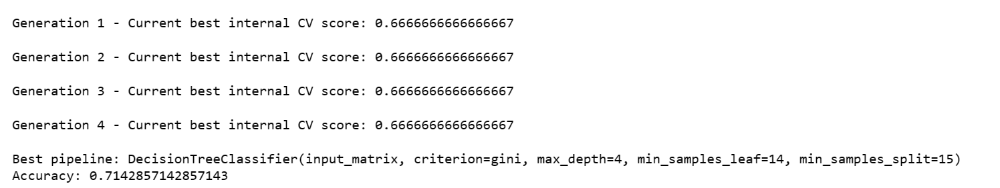 Generation 1 - Current best internal CV score: 0.6666666666666667
Generation 2 - Current best internal CV score: 0.6666666666666667
Generation 3 - Current best internal CV score: 0.6666666666666667
Generation 4 - Current best internal CV score: 0.6666666666666667
Best pipeline: DecisionTreeClassifier(input_matrix, criterion=gini, max_depth=4, min_samples_leaf=14, min_samples_split=15)
Accuracy: 0.7142857142857143